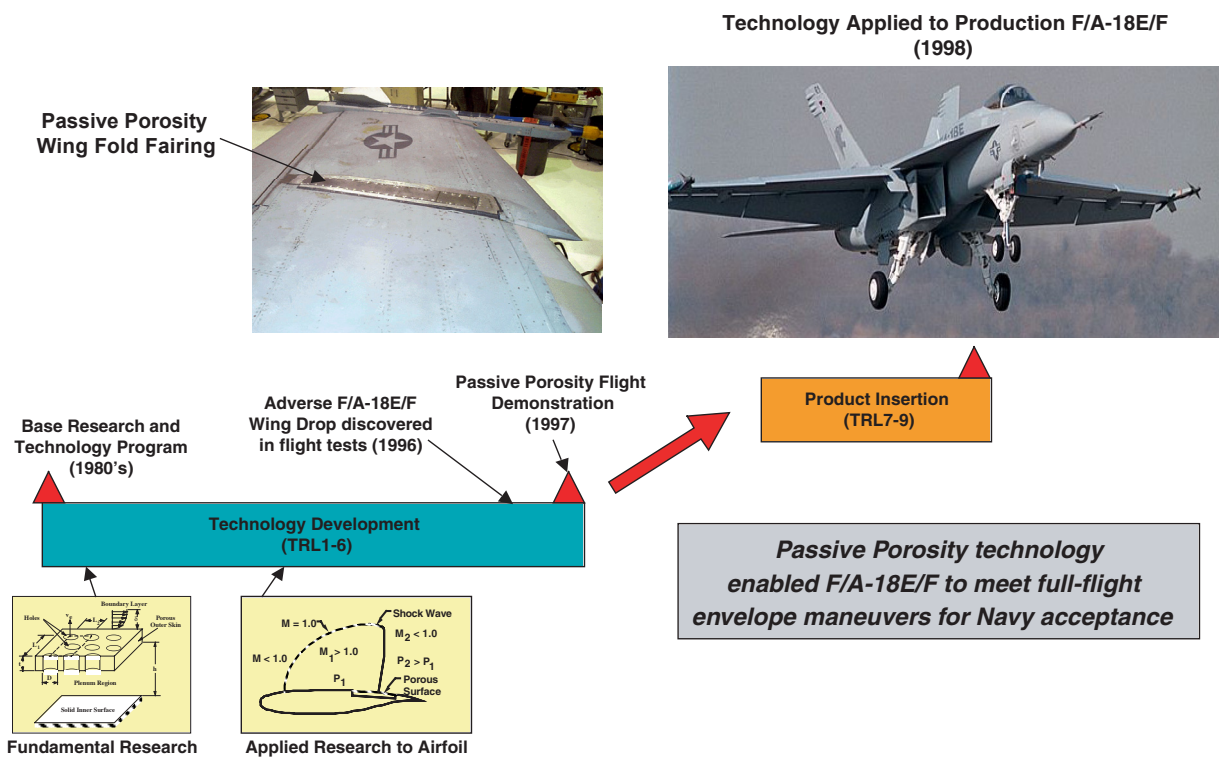 Technology Applied to Production F/A-18E/F
(1998)
Passive Porosity
Wing Fold Fairing
18E
Passive Porosity Flight
Demonstration
(1997)
Adverse F/A-18E/F
Wing Drop discovered
in flight tests (1996)
Base Research and
Technology Program
(1980's)
Product Insertion
(TRL7-9)
Technology Development
(TRL1-6)
Passive Porosity technology
enabled F/A-18E/F to meet full-flight
envelope maneuvers for Navy acceptance
Boundary Layer
Holes
Porous
Outer Skin
h
D
Plenum Region
Solid Inner Surface
Fundamental Research
Shock Wave
M = 1.0
M₂ < 1.0
M < 1.0
M₁ > 1.0
P₂ > P₁
P₁
Porous
Surface
Applied Research to Airfoil